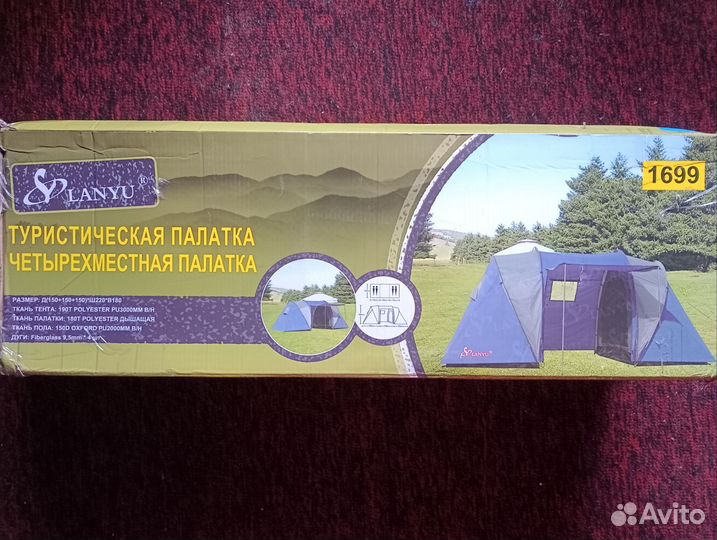 LANYU ®
1699
ТУРИСТИЧЕСКАЯ ПАЛАТКА
ЧЕТЫРЕХМЕСТНАЯ ПАЛАТКА
РАЗМЕР: Д(150+150+150)*Ш220*В180
ТКАНЬ ТЕНТА: 190T POLYESTER PU3000MM В/Н
ТКАНЬ ПАЛАТКИ: 180T POLYESTER ДЫШАЩАЯ
ТКАНЬ ПОЛА: 150D OXFORD PU2000MM В/Н
ДУГИ: Fiberglass 9,5mm* 4 шт
LANYU®
Avito